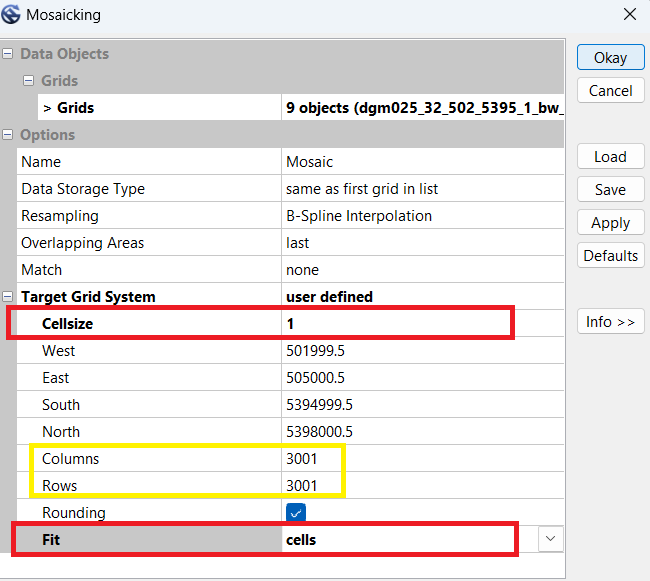 Mosaicking
Data Objects
Grids
> Grids 9 objects (dgm025_32_502_5395_1_bw_
Options
Name Mosaic
Data Storage Type same as first grid in list
Resampling B-Spline Interpolation
Overlapping Areas last
Match none
Target Grid System user defined
Cellsize 1
West 501999.5
East 505000.5
South 5394999.5
North 5398000.5
Columns 3001
Rows 3001
Rounding
Fit cells
Okay
Cancel
Load
Save
Apply
Defaults
Info >>